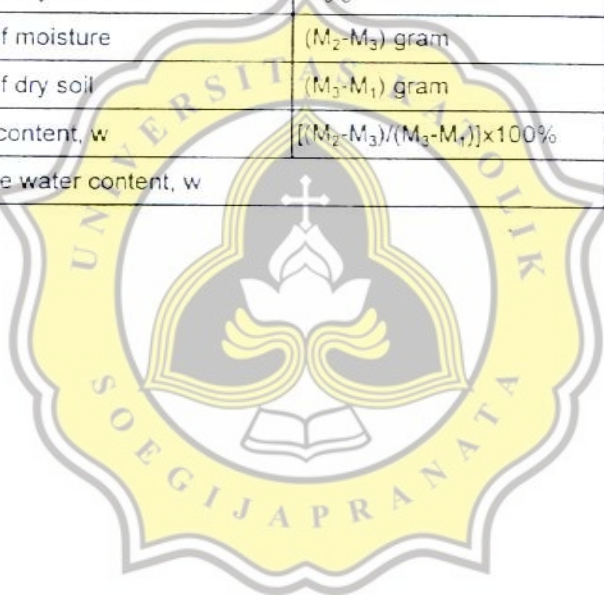 f moisture (M₂-M₃) gram
f dry soil (M₃-M₁) gram
content, w [(M₂-M₃)/(M₃-M₁)]x100%
e water content, w
UNIVERSITAS KATOLIK
SOEGIJAPRANATA